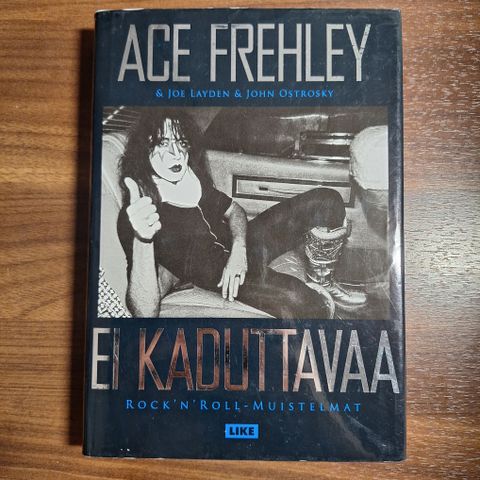 ACE FREHLEY
& JOE LAYDEN & JOHN OSTROSKY
EI KADUTTAVAA
ROCK'N'ROLL-MUISTELMAT
LIKE